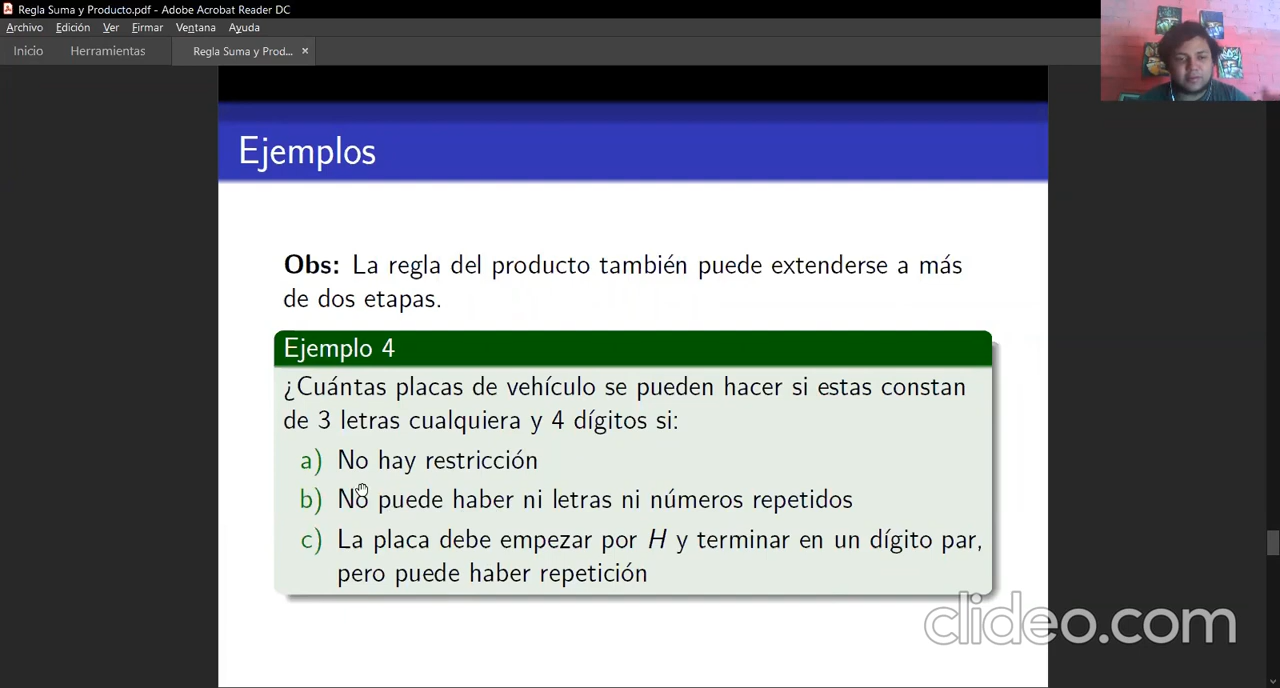 Regla Suma y Producto.pdf - Adobe Acrobat Reader DC
Archivo Edición Ver Firmar Ventana Ayuda
Inicio Herramientas Regla Suma y Prod... ×
Ejemplos
Obs: La regla del producto también puede extenderse a más
de dos etapas.
Ejemplo 4
¿Cuántas placas de vehículo se pueden hacer si estas constan
de 3 letras cualquiera y 4 dígitos si:
a) No hay restricción
b) No puede haber ni letras ni números repetidos
c) La placa debe empezar por H y terminar en un dígito par,
pero puede haber repetición
clideo.com